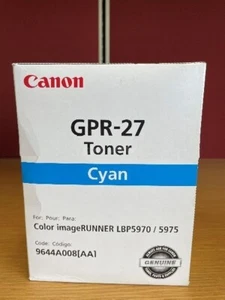 Canon
GPR-27
Toner
Cyan
For: Pour: Para:
Color imageRUNNER LBP5970 / 5975
Code: Código:
9644A008[AA]
GENUINE